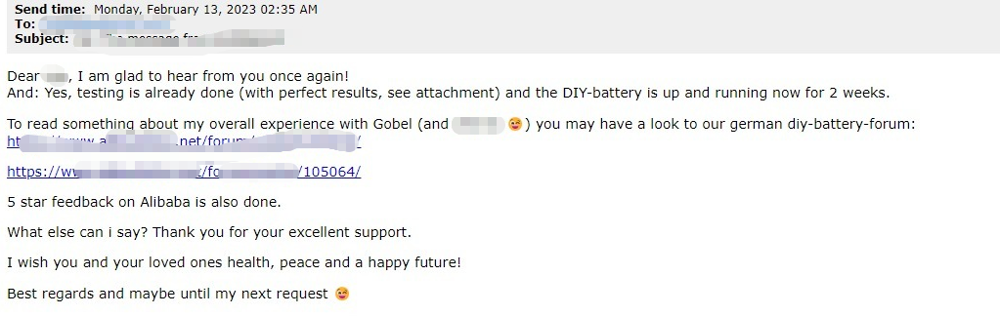 Send time: Monday, February 13, 2023 02:35 AM
To:
Subject:
Dear , I am glad to hear from you once again!
And: Yes, testing is already done (with perfect results, see attachment) and the DIY-battery is up and running now for 2 weeks.
To read something about my overall experience with Gobel (and 😊) you may have a look to our german diy-battery-forum:
.net/forum
https://ww /105064/
5 star feedback on Alibaba is also done.
What else can i say? Thank you for your excellent support.
I wish you and your loved ones health, peace and a happy future!
Best regards and maybe until my next request 😊